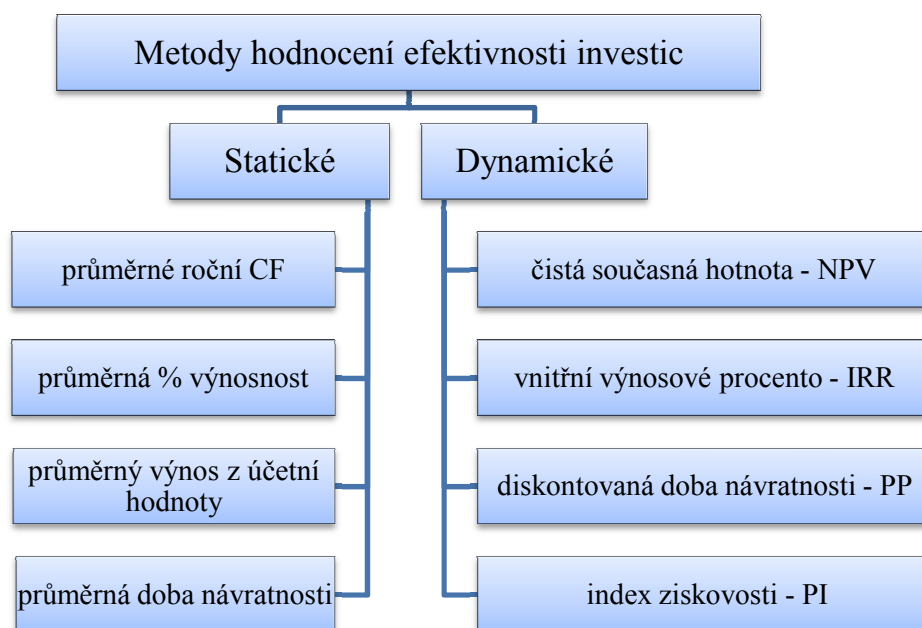 Metody hodnocení efektivnosti investic
Statické
Dynamické
průměrné roční CF
průměrná % výnosnost
průměrný výnos z účetní
hodnoty
průměrná doba návratnosti
čistá současná hotnota - NPV
vnitřní výnosové procento - IRR
diskontovaná doba návratnosti - PP
index ziskovosti - PI